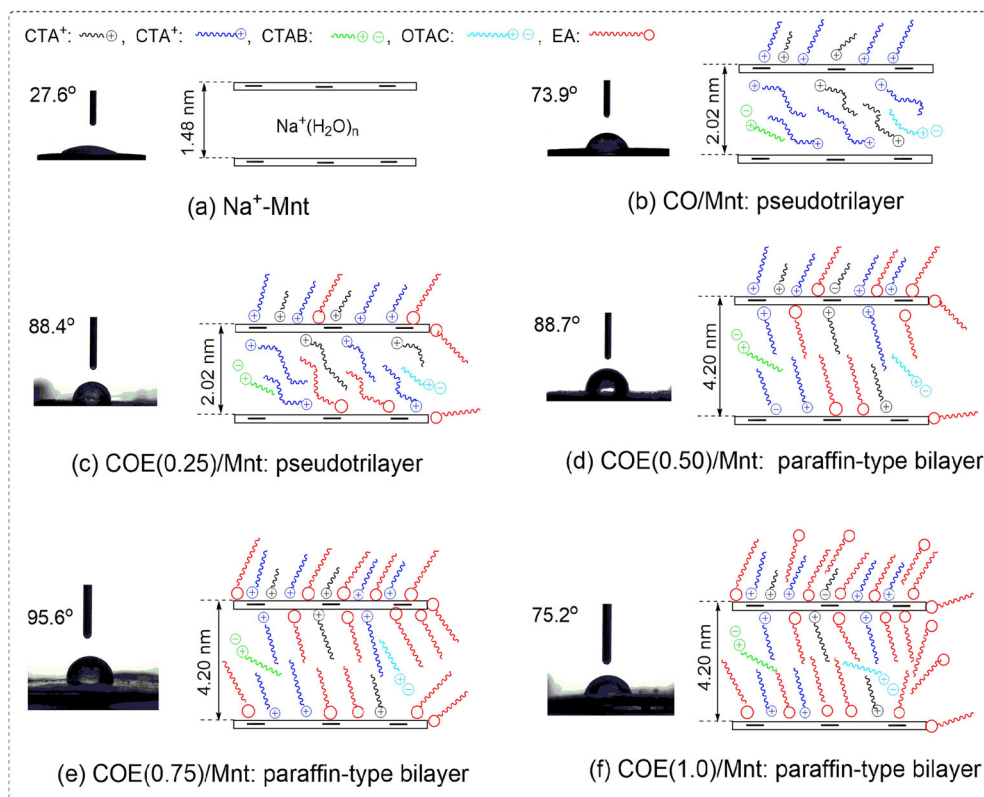 CTA⁺: ⊕, CTA⁺: ⊕, CTAB: ⊕ ⊖, OTAC: ⊕ ⊖, EA:
27.6°
1.48 nm
Na⁺(H₂O)ₙ
(a) Na⁺-Mnt
73.9°
2.02 nm
(b) CO/Mnt: pseudotrilayer
88.4°
2.02 nm
(c) COE(0.25)/Mnt: pseudotrilayer
88.7°
4.20 nm
(d) COE(0.50)/Mnt: paraffin-type bilayer
95.6°
4.20 nm
(e) COE(0.75)/Mnt: paraffin-type bilayer
75.2°
4.20 nm
(f) COE(1.0)/Mnt: paraffin-type bilayer